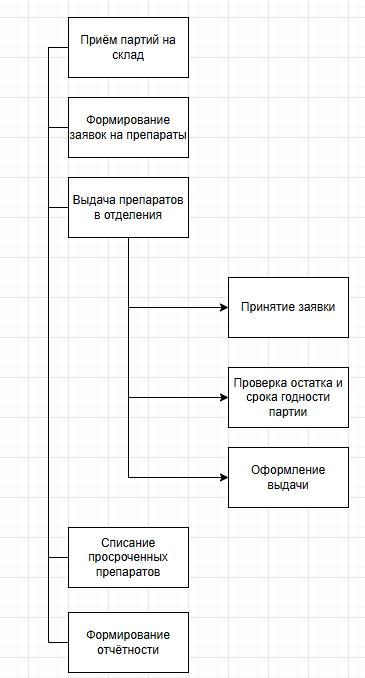 Приём партий на
склад
Формирование
заявок на препараты
Выдача препаратов
в отделения
Принятие заявки
Проверка остатка и
срока годности
партии
Оформление
выдачи
Списание
просроченных
препаратов
Формирование
отчётности